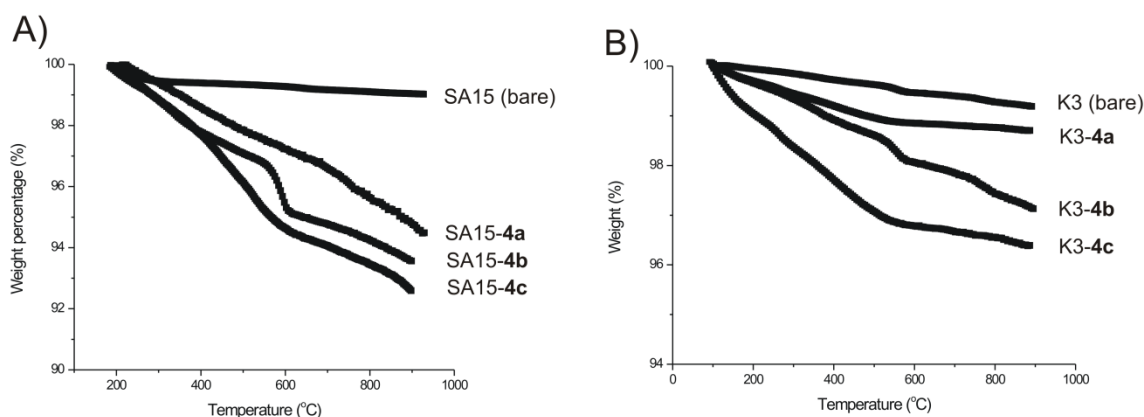 A)
100
98
96
94
92
90
Weight percentage (%)
200
400
600
800
1000
Temperature (°C)
SA15 (bare)
SA15-4a
SA15-4b
SA15-4c
B)
100
98
96
94
Weight (%)
0
200
400
600
800
1000
Temperature (°C)
K3 (bare)
K3-4a
K3-4b
K3-4c